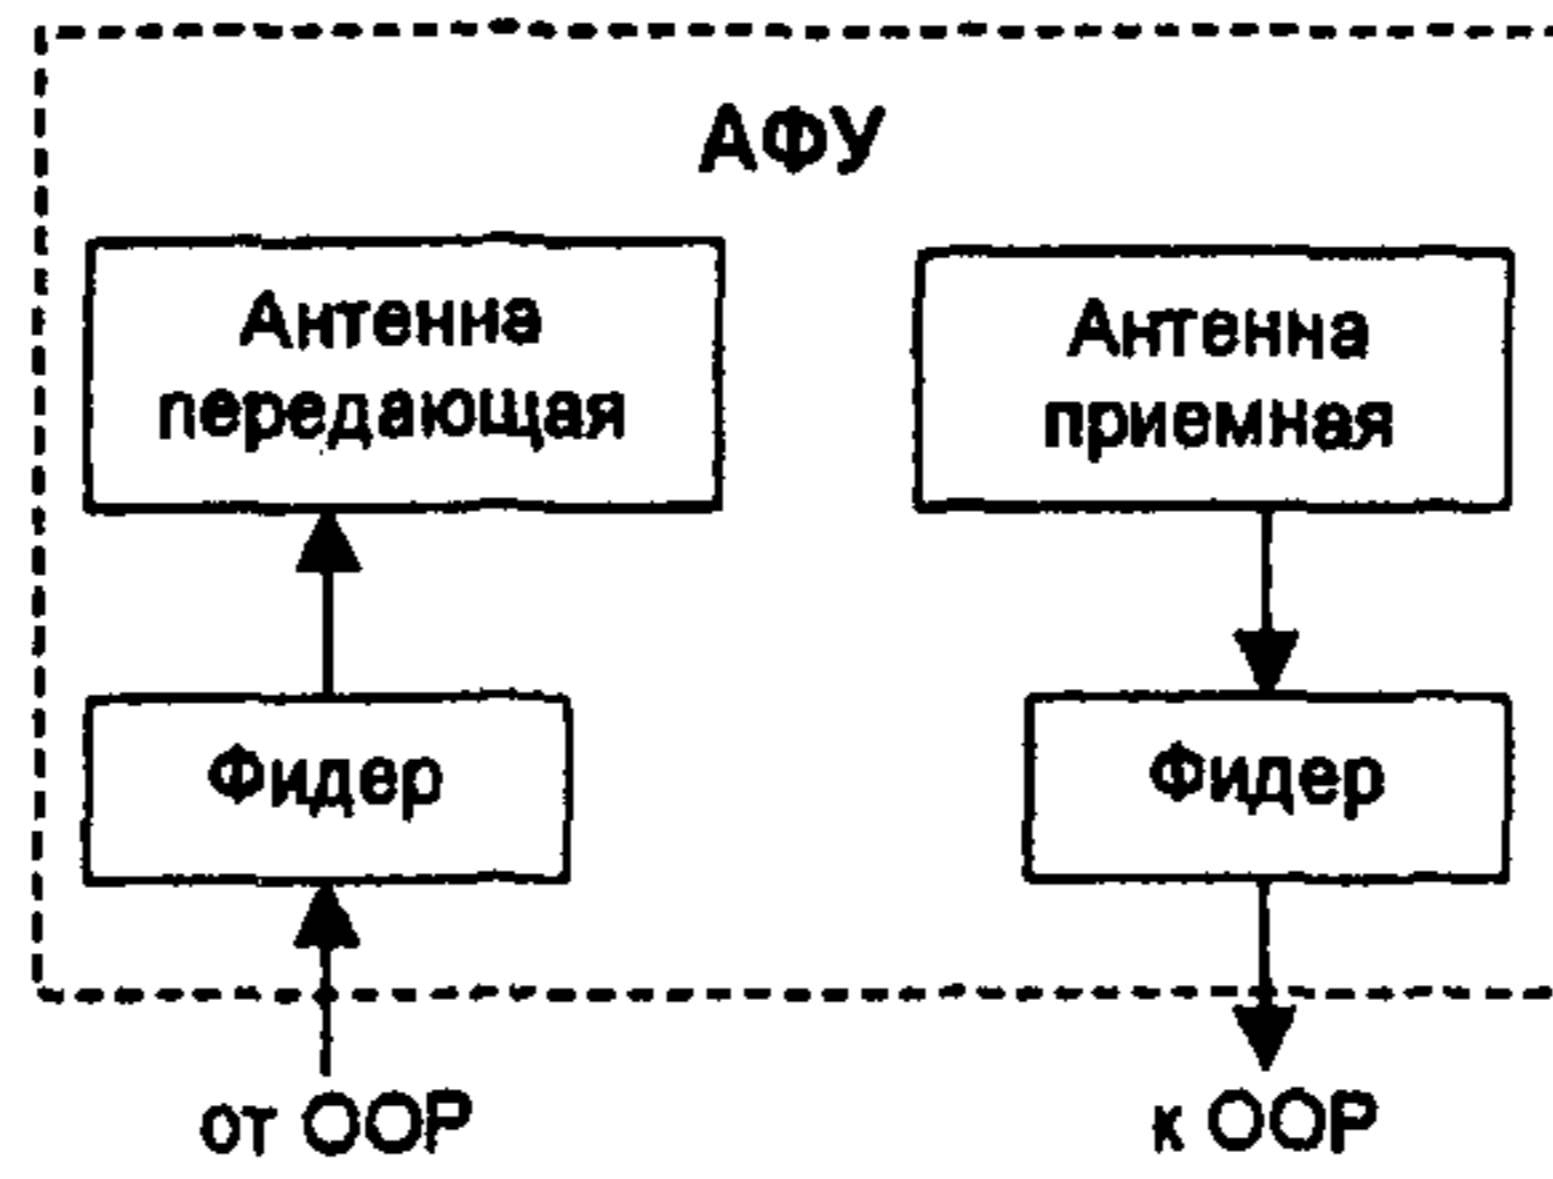 АФУ
Антенна
передающая
Антенна
приемная
Фидер
Фидер
от ООР
к ООР